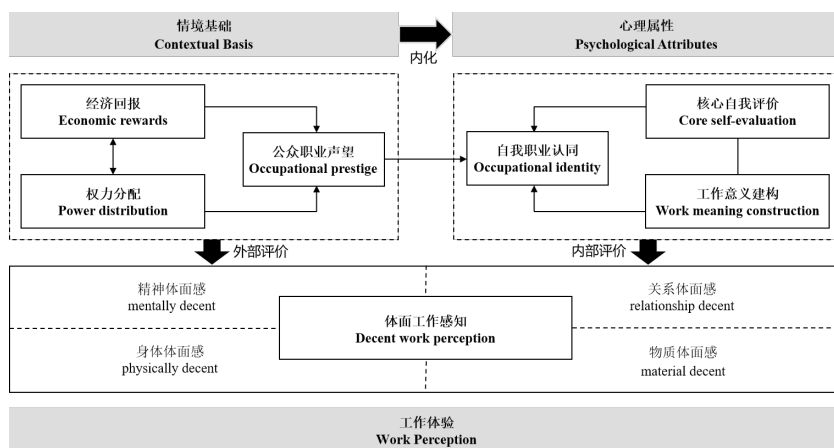 情境基础
Contextual Basis
内化
心理属性
Psychological Attributes
经济回报
Economic rewards
权力分配
Power distribution
公众职业声望
Occupational prestige
自我职业认同
Occupational identity
核心自我评价
Core self-evaluation
工作意义建构
Work meaning construction
外部评价
内部评价
精神体面感
mentally decent
关系体面感
relationship decent
体面工作感知
Decent work perception
身体体面感
physically decent
物质体面感
material decent
工作体验
Work Perception